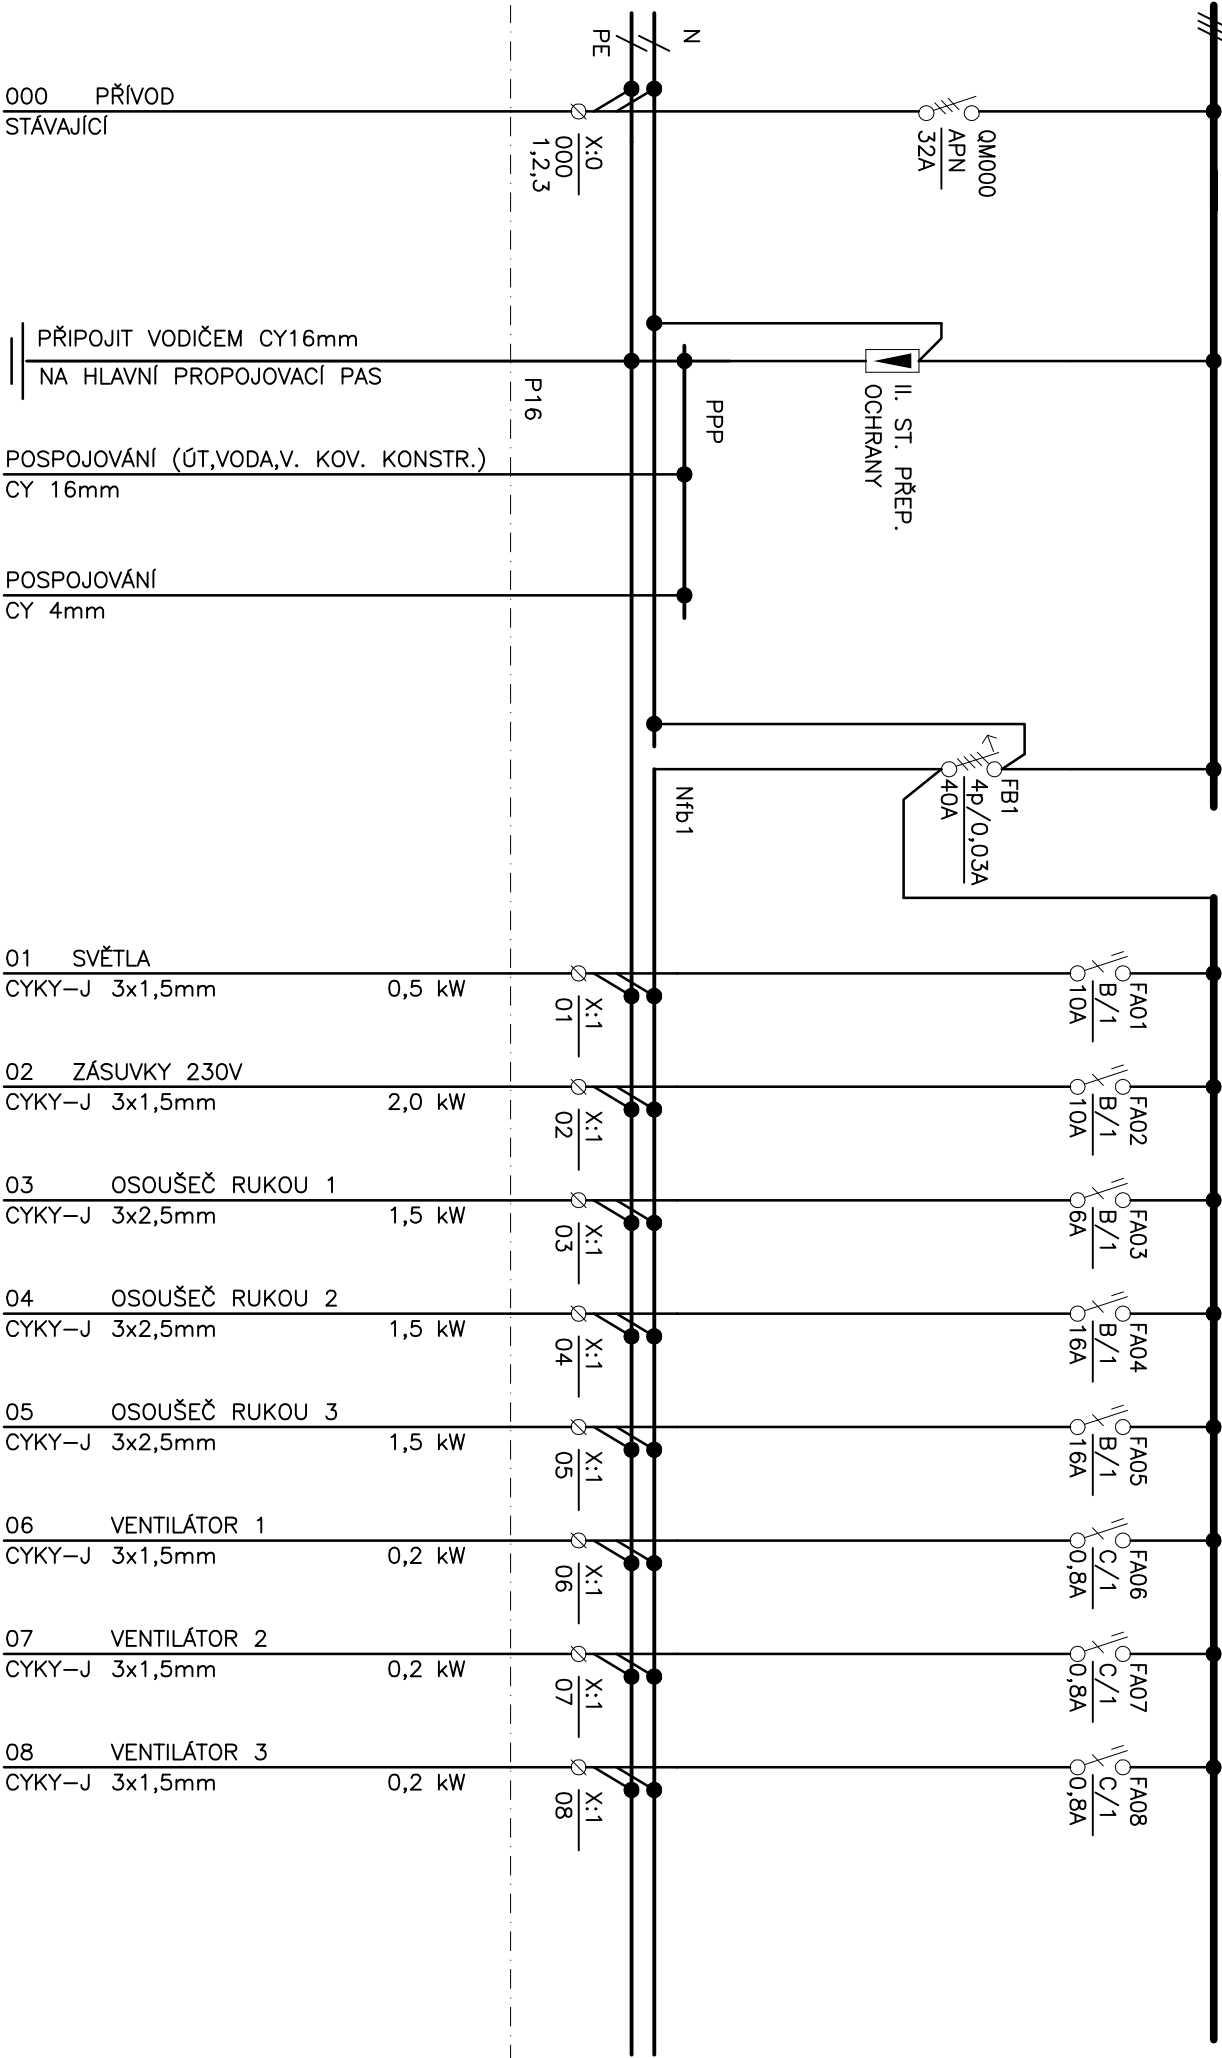 N
PE
000 PŘÍVOD
STÁVAJÍCÍ
X:0
000
1,2,3
QM000
APN
32A
PŘIPOJIT VODIČEM CY16mm
NA HLAVNÍ PROPOJOVACÍ PAS
P16
PPP
II. ST. PŘEP.
OCHRANY
POSPOJOVÁNÍ (ÚT,VODA,V. KOV. KONSTR.)
CY 16mm
POSPOJOVÁNÍ
CY 4mm
Nfb1
FB1
4p/0,03A
40A
01 SVĚTLA
CYKY-J 3x1,5mm 0,5 kW
X:1
01
FA01
B/1
10A
02 ZÁSUVKY 230V
CYKY-J 3x1,5mm 2,0 kW
X:1
02
FA02
B/1
10A
03 OSOUŠEČ RUKOU 1
CYKY-J 3x2,5mm 1,5 kW
X:1
03
FA03
B/1
6A
04 OSOUŠEČ RUKOU 2
CYKY-J 3x2,5mm 1,5 kW
X:1
04
FA04
B/1
16A
05 OSOUŠEČ RUKOU 3
CYKY-J 3x2,5mm 1,5 kW
X:1
05
FA05
B/1
16A
06 VENTILÁTOR 1
CYKY-J 3x1,5mm 0,2 kW
X:1
06
FA06
C/1
0,8A
07 VENTILÁTOR 2
CYKY-J 3x1,5mm 0,2 kW
X:1
07
FA07
C/1
0,8A
08 VENTILÁTOR 3
CYKY-J 3x1,5mm 0,2 kW
X:1
08
FA08
C/1
0,8A